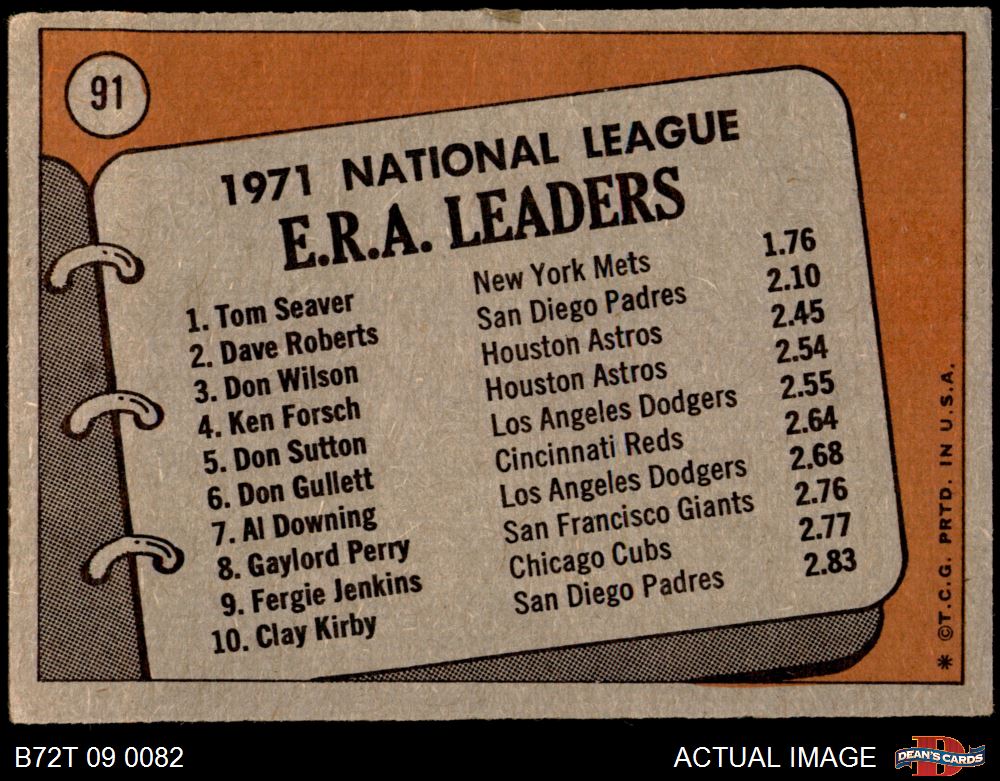 91
1971 NATIONAL LEAGUE
E.R.A. LEADERS
1. Tom Seaver New York Mets 1.76
2. Dave Roberts San Diego Padres 2.10
3. Don Wilson Houston Astros 2.45
4. Ken Forsch Houston Astros 2.54
5. Don Sutton Los Angeles Dodgers 2.55
6. Don Gullett Cincinnati Reds 2.64
7. Al Downing Los Angeles Dodgers 2.68
8. Gaylord Perry San Francisco Giants 2.76
9. Fergie Jenkins Chicago Cubs 2.77
10. Clay Kirby San Diego Padres 2.83
* ©T.C.G. PRTD. IN U.S.A.
B72T 09 0082
ACTUAL IMAGE
D
DEAN'S CARDS